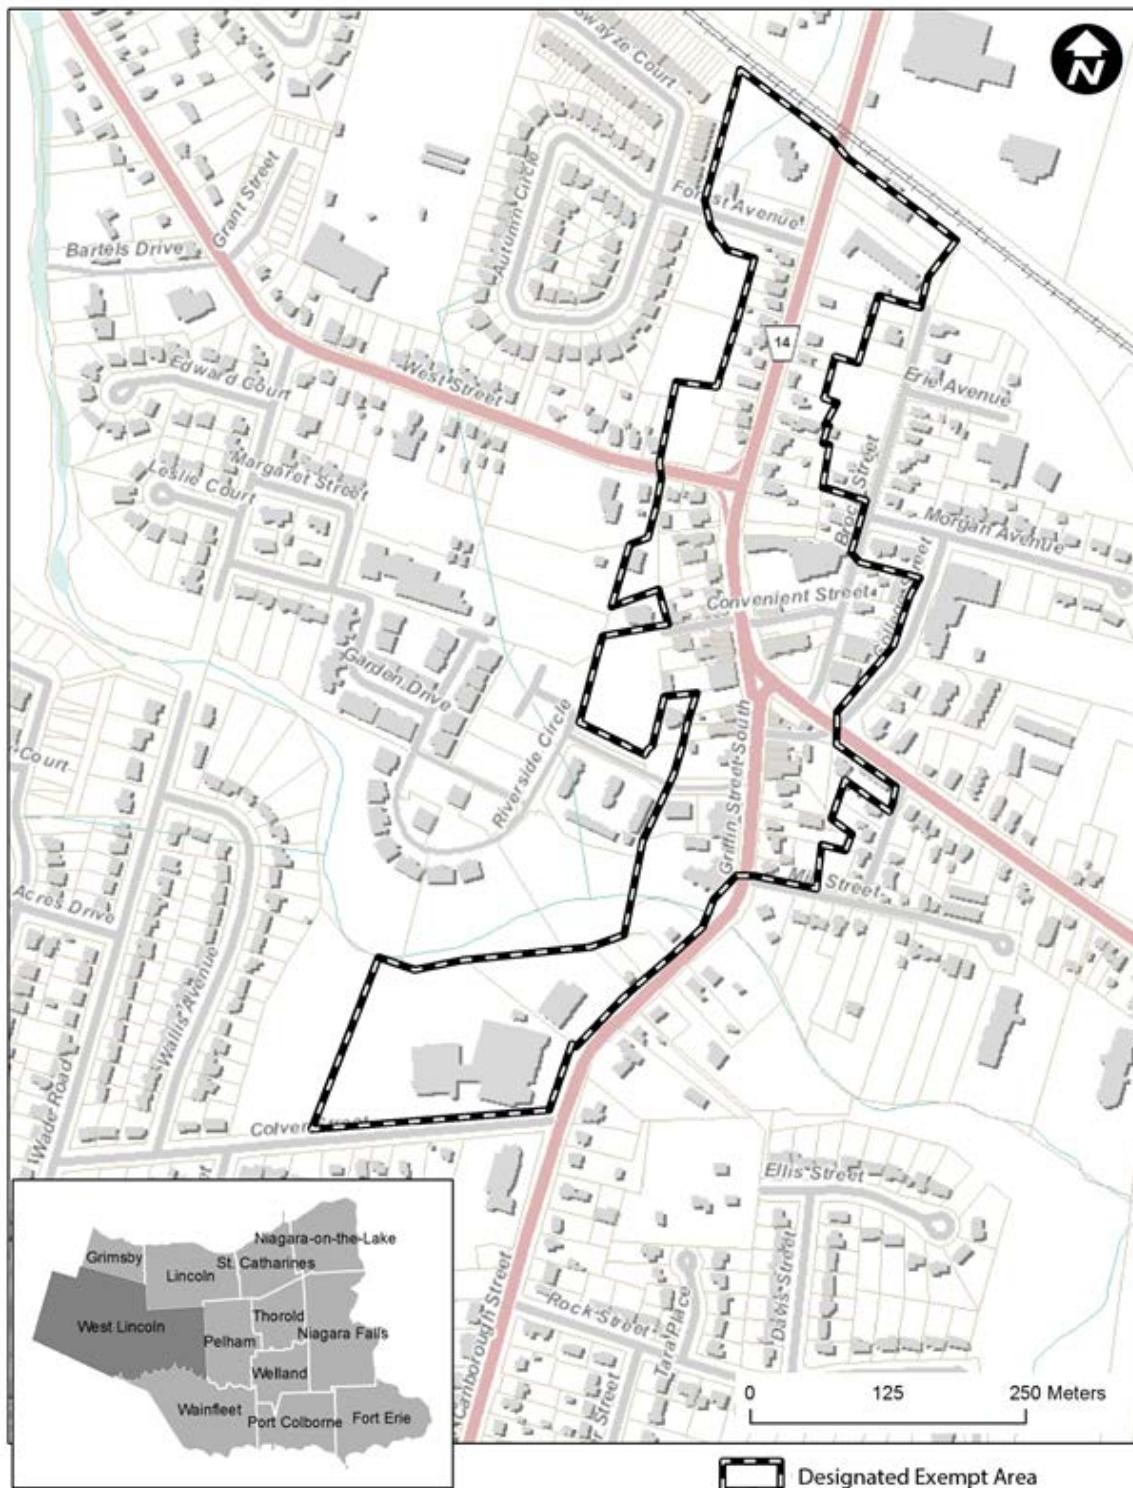 Swayze Court
N
Grant Street
Autumn Circle
Forest Avenue
Bartels Drive
14
Edward Court
West Street
Erie Avenue
Leslie Court
Margaret Street
Brock Street
Morgan Avenue
Convenient Street
Garden Drive
Riverside Circle
Court
Griffin Street South
Mill Street
Acres Drive
Wallis Avenue
Wade Road
Ellis Street
Davis Street
Rock Street
Tara Place
Canborough Street
Niagara-on-the-Lake
Grimsby
Lincoln
St. Catharines
West Lincoln
Thorold
Pelham
Niagara Falls
Welland
Wainfleet
Port Colborne
Fort Erie
0 125 250 Meters
Designated Exempt Area